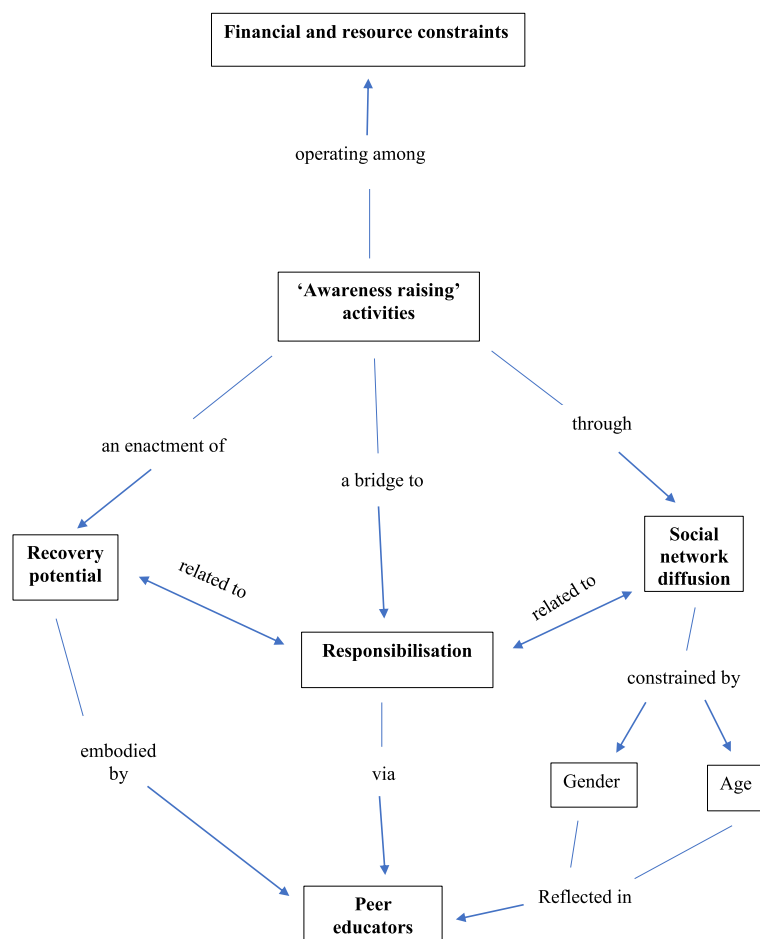 Financial and resource constraints
operating among
‘Awareness raising’
activities
an enactment of
a bridge to
through
Recovery
potential
related to
Social
network
diffusion
related to
Responsibilisation
constrained by
embodied
by
via
Gender
Age
Reflected in
Peer
educators